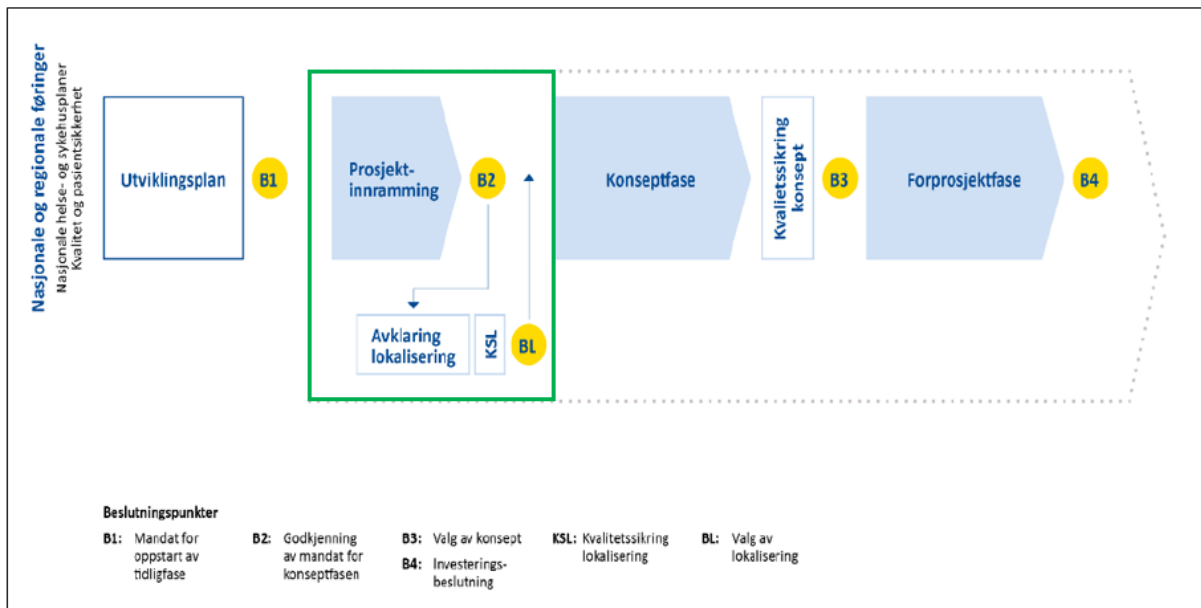 Nasjonale og regionale føringer
Nasjonale helse- og sykehusplaner
Kvalitet og pasientsikkerhet
Utviklingsplan
B1
Prosjekt-
innramming
B2
Avklaring
lokalisering
KSL
BL
Konseptfase
Kvalietssikring
konsept
B3
Forprosjektfase
B4
Beslutningspunkter
B1: Mandat for
oppstart av
tidligfase
B2: Godkjenning
av mandat for
konseptfasen
B3: Valg av konsept
B4: Investerings-
beslutning
KSL: Kvalitetssikring
lokalisering
BL: Valg av
lokalisering